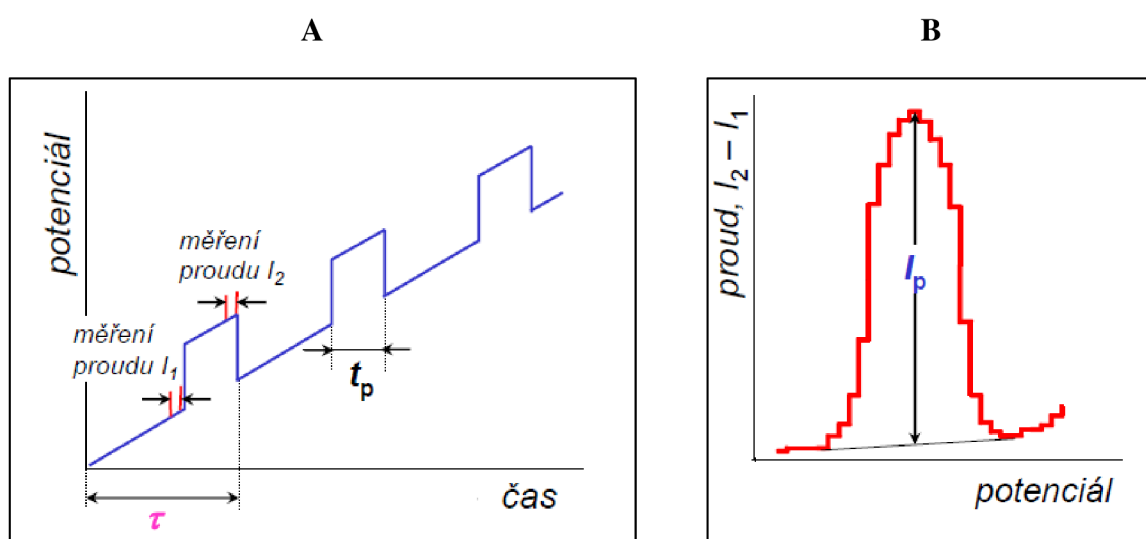 A
B
potenciál
měření
proudu I2
měření
proudu I1
tp
čas
τ
proud, I2 – I1
Ip
potenciál